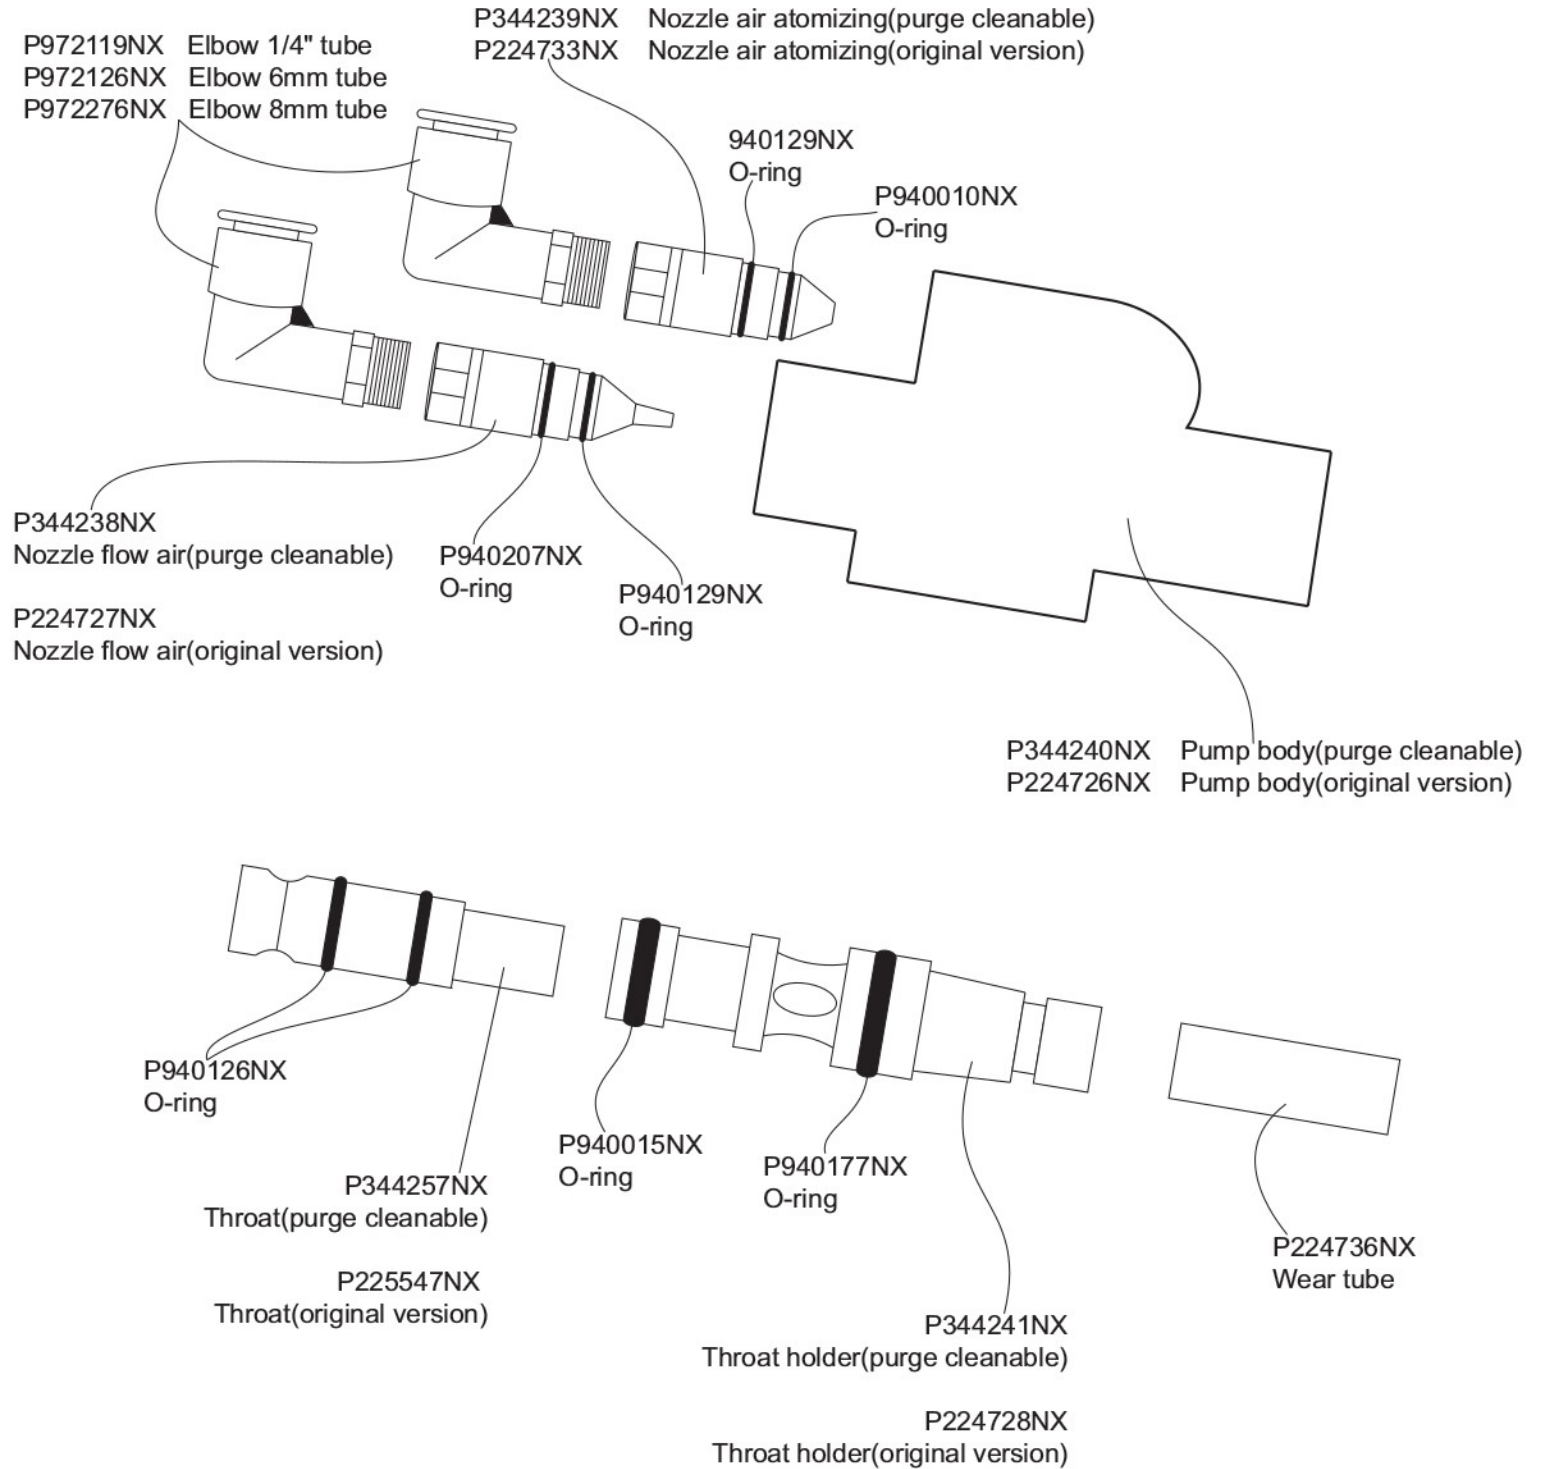 P344239NX Nozzle air atomizing(purge cleanable)
P224733NX Nozzle air atomizing(original version)
P972119NX Elbow 1/4" tube
P972126NX Elbow 6mm tube
P972276NX Elbow 8mm tube
940129NX
O-ring
P940010NX
O-ring
P344238NX
Nozzle flow air(purge cleanable)
P224727NX
Nozzle flow air(original version)
P940207NX
O-ring
P940129NX
O-ring
P344240NX Pump body(purge cleanable)
P224726NX Pump body(original version)
P940126NX
O-ring
P344257NX
Throat(purge cleanable)
P225547NX
Throat(original version)
P940015NX
O-ring
P940177NX
O-ring
P224736NX
Wear tube
P344241NX
Throat holder(purge cleanable)
P224728NX
Throat holder(original version)